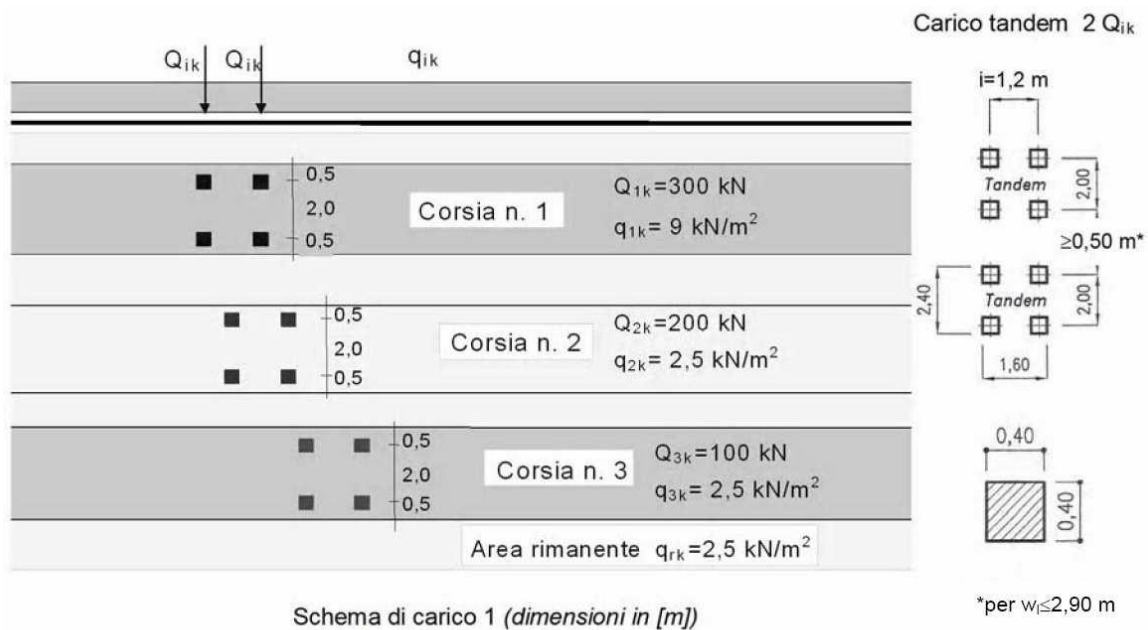 Carico tandem 2 Qik
Qik Qik qik
i=1,2 m
0,5
2,0
0,5
Corsia n. 1
Q1k=300 kN
q1k= 9 kN/m²
Tandem
2,00
≥0,50 m*
0,5
2,0
0,5
Corsia n. 2
Q2k=200 kN
q2k= 2,5 kN/m²
2,40
Tandem
2,00
1,60
0,5
2,0
0,5
Corsia n. 3
Q3k=100 kN
q3k= 2,5 kN/m²
0,40
0,40
Area rimanente qrk=2,5 kN/m²
Schema di carico 1 (dimensioni in [m])
*per wl≤2,90 m